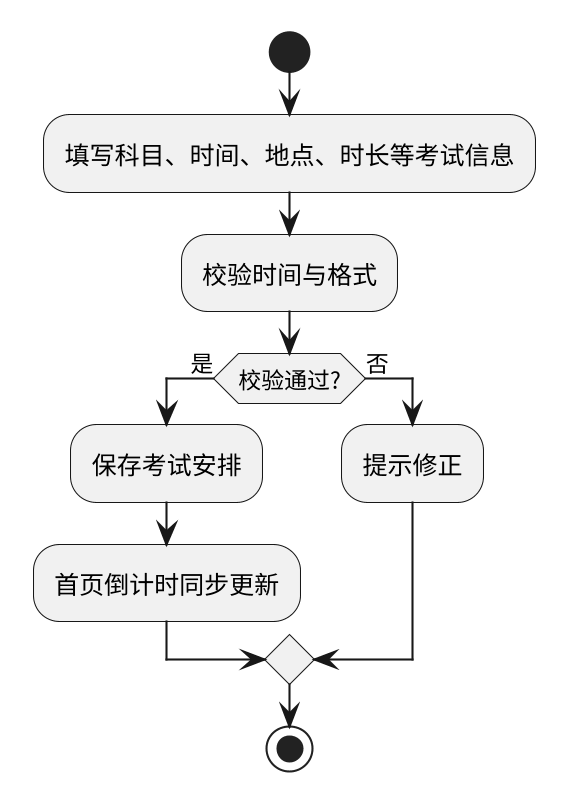 填写科目、时间、地点、时长等考试信息
校验时间与格式
是
校验通过?
否
保存考试安排
提示修正
首页倒计时同步更新